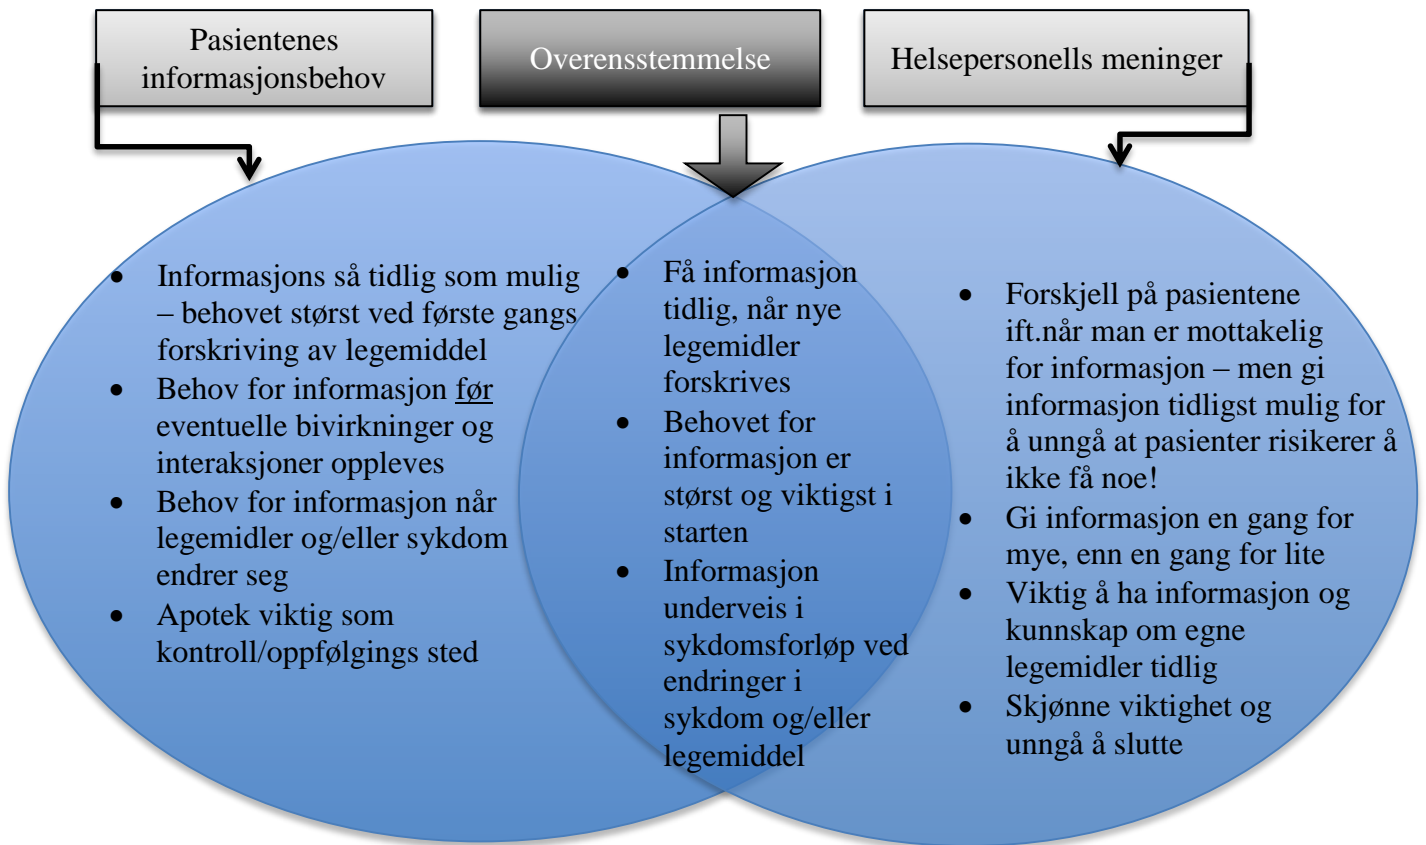 Pasientenes
informasjonsbehov
Overensstemmelse
Helsepersonells meninger
• Informasjons så tidlig som mulig
– behovet størst ved første gangs
forskriving av legemiddel
• Behov for informasjon før
eventuelle bivirkninger og
interaksjoner oppleves
• Behov for informasjon når
legemidler og/eller sykdom
endrer seg
• Apotek viktig som
kontroll/oppfølgings sted
• Få informasjon
tidlig, når nye
legemidler
forskrives
• Behovet for
informasjon er
størst og viktigst i
starten
• Informasjon
underveis i
sykdomsforløp ved
endringer i
sykdom og/eller
legemiddel
• Forskjell på pasientene
ift.når man er mottakelig
for informasjon – men gi
informasjon tidligst mulig for
å unngå at pasienter risikerer å
ikke få noe!
• Gi informasjon en gang for
mye, enn en gang for lite
• Viktig å ha informasjon og
kunnskap om egne
legemidler tidlig
• Skjønne viktighet og
unngå å slutte